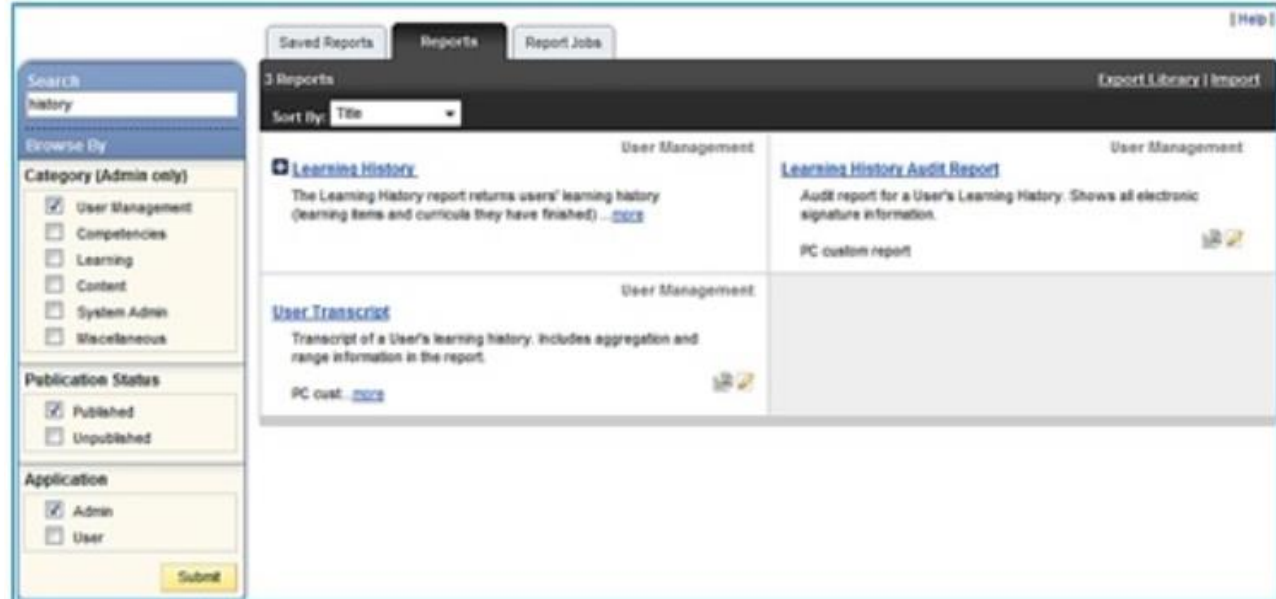 | Help |
Saved Reports
Reports
Report Jobs
Search
history
Browse By
Category (Admin only)
User Management
Competencies
Learning
Content
System Admin
Miscellaneous
Publication Status
Published
Unpublished
Application
Admin
User
Submit
3 Reports
Export Library | Import
Sort By: Title
User Management
Learning History
The Learning History report returns users' learning history
(learning items and curricula they have finished) ...more
User Management
Learning History Audit Report
Audit report for a User's Learning History. Shows all electronic
signature information.
PC custom report
User Management
User Transcript
Transcript of a User's learning history. Includes aggregation and
range information in the report.
PC cust...more